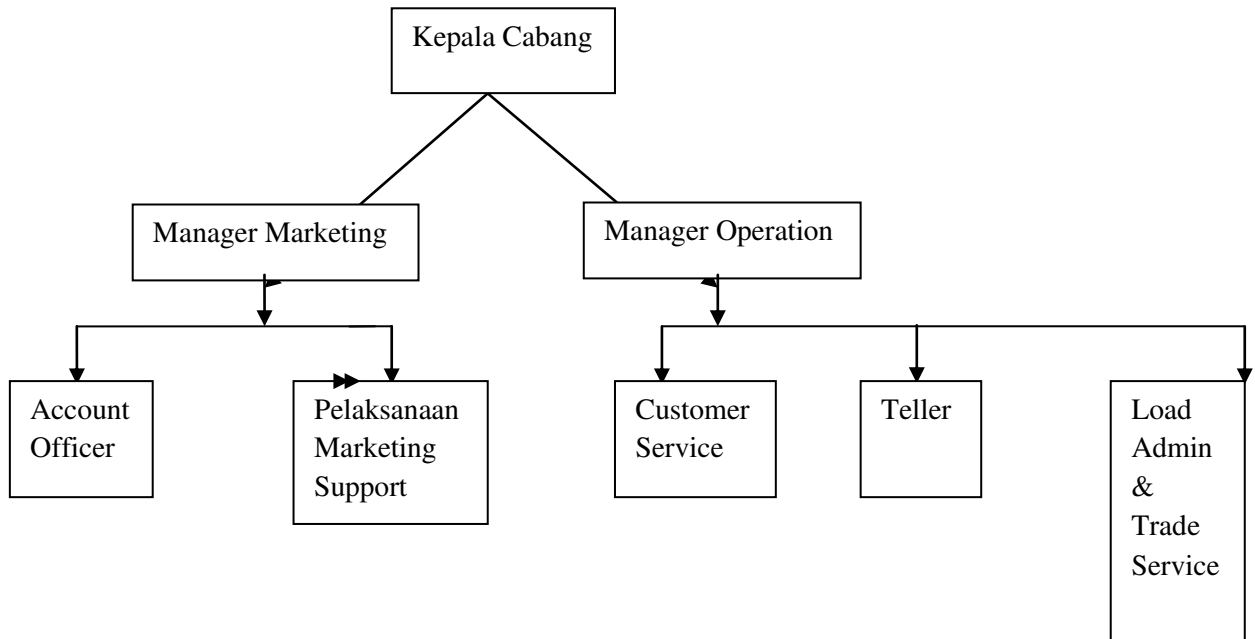 Kepala Cabang
Manager Marketing
Manager Operation
Account
Officer
Pelaksanaan
Marketing
Support
Customer
Service
Teller
Load
Admin
&
Trade
Service